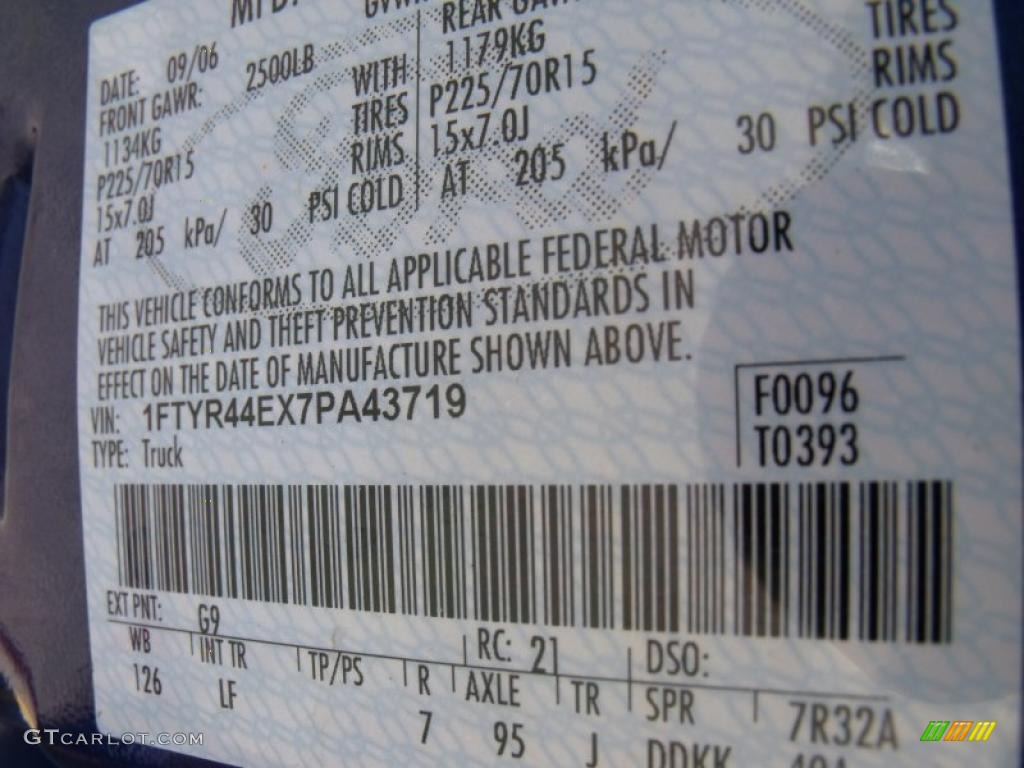 MFD.
DATE: 09/06
FRONT GAWR: 2500LB
1134KG WITH
P225/70R15 TIRES
15x7.0J RIMS
AT 205 kPa/ 30 PSI COLD
REAR GAWR
1179KG
P225/70R15 TIRES
15x7.0J RIMS
AT 205 kPa/ 30 PSI COLD
THIS VEHICLE CONFORMS TO ALL APPLICABLE FEDERAL MOTOR
VEHICLE SAFETY AND THEFT PREVENTION STANDARDS IN
EFFECT ON THE DATE OF MANUFACTURE SHOWN ABOVE.
VIN: 1FTYR44EX7PA43719
TYPE: Truck
F0096
T0393
EXT PNT: G9
RC: 21 DSO:
WB INT TR TP/PS R AXLE TR SPR
126 LF 7 95 J DDKK
7R32A
GTCARLOT.COM